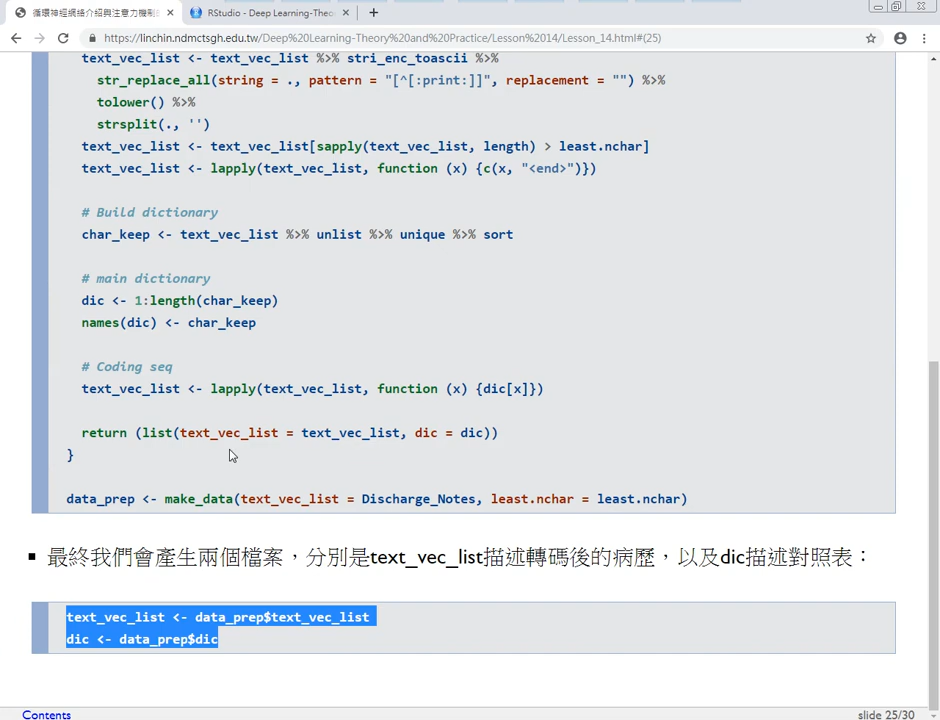 循環神經網絡介紹與注意力機制
RStudio - Deep Learning-Theo
https://linchin.ndmctsgh.edu.tw/Deep%20Learning-Theory%20and%20Practice/Lesson%2014/Lesson_14.html#(25)
text_vec_list <- text_vec_list %>% stri_enc_toascii %>%
str_replace_all(string = ., pattern = "[^[:print:]]", replacement = "") %>%
tolower() %>%
strsplit(., '')
text_vec_list <- text_vec_list[sapply(text_vec_list, length) > least.nchar]
text_vec_list <- lapply(text_vec_list, function (x) {c(x, "<end>")})
# Build dictionary
char_keep <- text_vec_list %>% unlist %>% unique %>% sort
# main dictionary
dic <- 1:length(char_keep)
names(dic) <- char_keep
# Coding seq
text_vec_list <- lapply(text_vec_list, function (x) {dic[x]})
return (list(text_vec_list = text_vec_list, dic = dic))
}
data_prep <- make_data(text_vec_list = Discharge_Notes, least.nchar = least.nchar)
▪ 最終我們會產生兩個檔案，分別是text_vec_list描述轉碼後的病歷，以及dic描述對照表：
text_vec_list <- data_prep$text_vec_list
dic <- data_prep$dic
Contents
slide 25/30